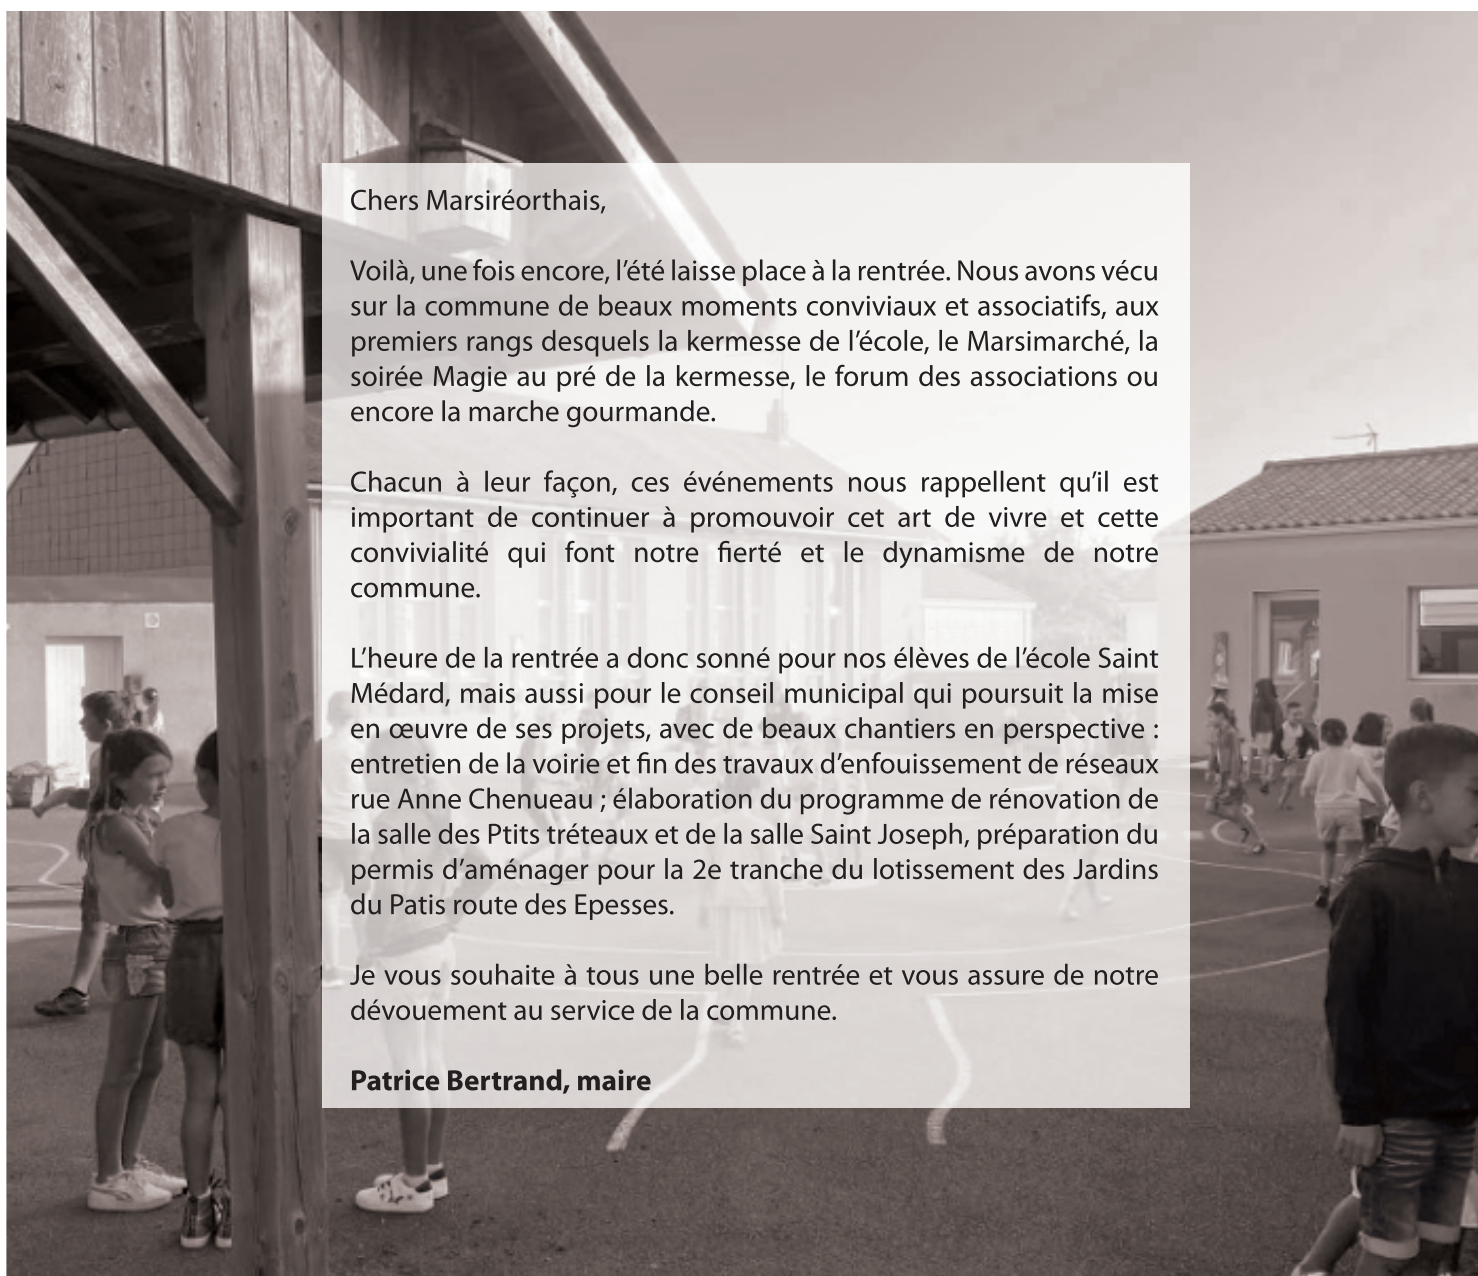 Chers Marsiréorthais,
Voilà, une fois encore, l’été laisse place à la rentrée. Nous avons vécu
sur la commune de beaux moments conviviaux et associatifs, aux
premiers rangs desquels la kermesse de l’école, le Marsimarché, la
soirée Magie au pré de la kermesse, le forum des associations ou
encore la marche gourmande.
Chacun à leur façon, ces événements nous rappellent qu’il est
important de continuer à promouvoir cet art de vivre et cette
convivialité qui font notre fierté et le dynamisme de notre
commune.
L’heure de la rentrée a donc sonné pour nos élèves de l’école Saint
Médard, mais aussi pour le conseil municipal qui poursuit la mise
en œuvre de ses projets, avec de beaux chantiers en perspective :
entretien de la voirie et fin des travaux d’enfouissement de réseaux
rue Anne Chenueau ; élaboration du programme de rénovation de
la salle des Ptits tréteaux et de la salle Saint Joseph, préparation du
permis d’aménager pour la 2e tranche du lotissement des Jardins
du Patis route des Epesses.
Je vous souhaite à tous une belle rentrée et vous assure de notre
dévouement au service de la commune.
Patrice Bertrand, maire